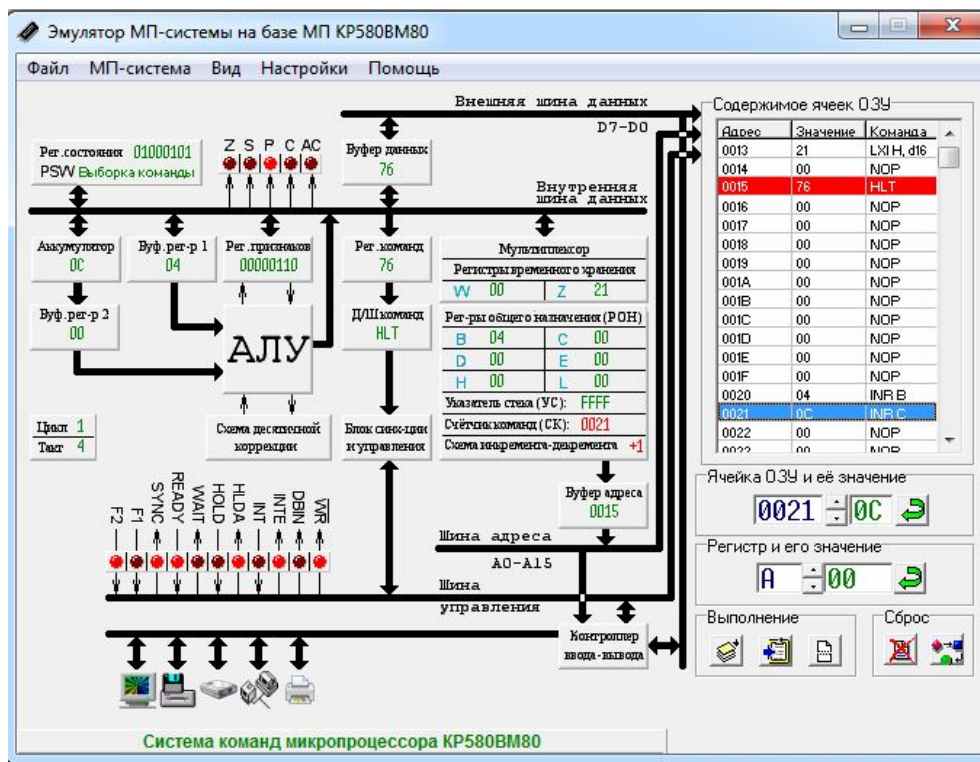 Эмулятор МП-системы на базе МП КР580ВМ80
Файл МП-система Вид Настройки Помощь
Внешняя шина данных
D7-D0
Рег.состояния 01000101
PSW Выборка команды
Z S P C AC
Буфер данных
76
Внутренняя
шина данных
Аккумулятор
0C
Буф.рег-р 1
04
Рег.признаков
00000110
Рег.команд
76
Мультиплексор
Регистры временного хранения
W 00 Z 21
Буф.рег-р 2
00
АЛУ
Д/Ш команд
HLT
Рег-ры общего назначения (РОН)
B 04 C 00
D 00 E 00
H 00 L 00
Указатель стека (УС): FFFF
Счётчик команд (СК): 0021
Схема инкремента-декремента +1
Цикл 1
Такт 4
Схема десятичной
коррекции
Блок синх-ции
и управления
Буфер адреса
0015
F2 F1 SYNC READY WAIT HOLD HLDA INT INTE DBIN WR
Шина адреса
A0-A15
Шина
управления
Контроллер
ввода-вывода
Система команд микропроцессора КР580ВМ80
Содержимое ячеек ОЗУ
Адрес Значение Команда
0013 21 LXI H, d16
0014 00 NOP
0015 76 HLT
0016 00 NOP
0017 00 NOP
0018 00 NOP
0019 00 NOP
001A 00 NOP
001B 00 NOP
001C 00 NOP
001D 00 NOP
001E 00 NOP
001F 00 NOP
0020 04 INR B
0021 0C INR C
0022 00 NOP
0023 00 NOP
Ячейка ОЗУ и её значение
0021 0C
Регистр и его значение
A 00
Выполнение
Сброс